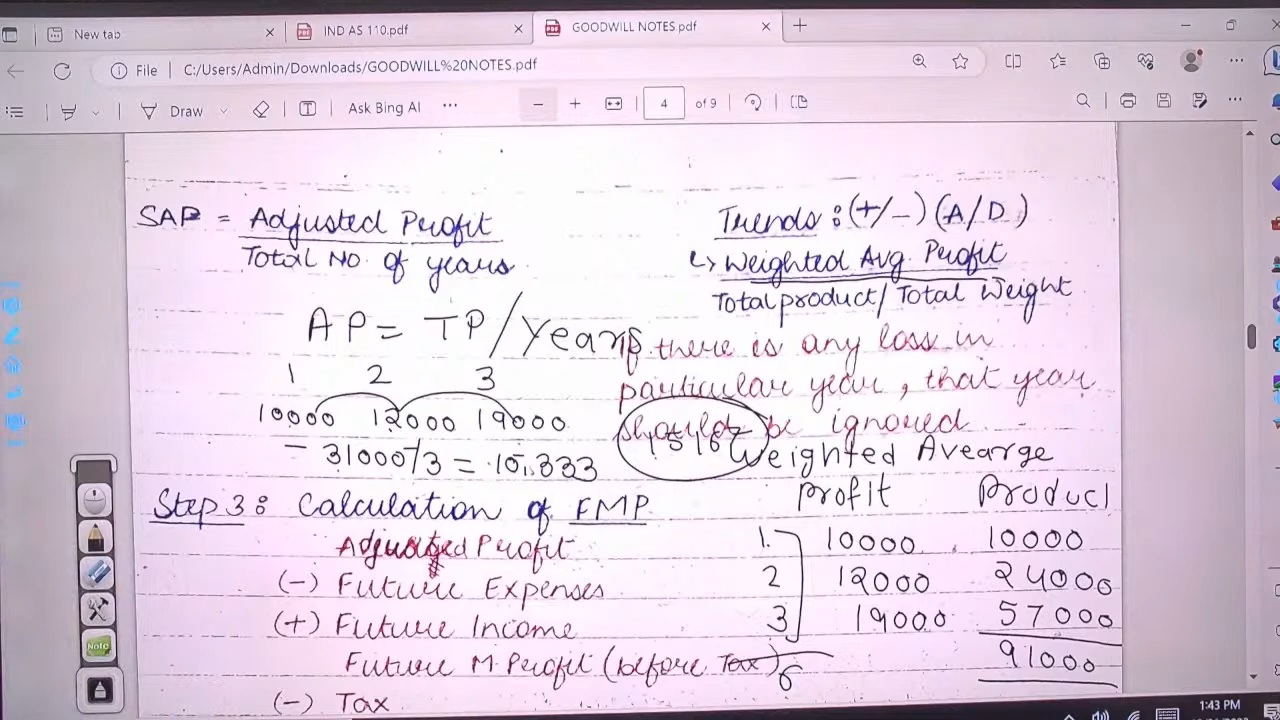 New tab
IND AS 110.pdf
GOODWILL NOTES.pdf
File | C:/Users/Admin/Downloads/GOODWILL%20NOTES.pdf
Draw
Ask Bing AI
4 of 9
SAP = Adjusted Profit
Total No. of years
Trends : (+/-) (A/D)
↳ Weighted Avg. Profit
Total product / Total Weight
AP = TP / Years
If there is any loss in
particular year, that year
should be ignored
1 2 3
10000 12000 19000
= 31000/3 = 10,333
Weighted Avearge
Profit Product
1. 10000 10000
2 12000 24000
3 19000 57000
6 91000
Step 3 : Calculation of FMP
Adjusted Profit
(-) Future Expenses
(+) Future Income
Future M. Profit (before Tax)
(-) Tax
Note
1:43 PM